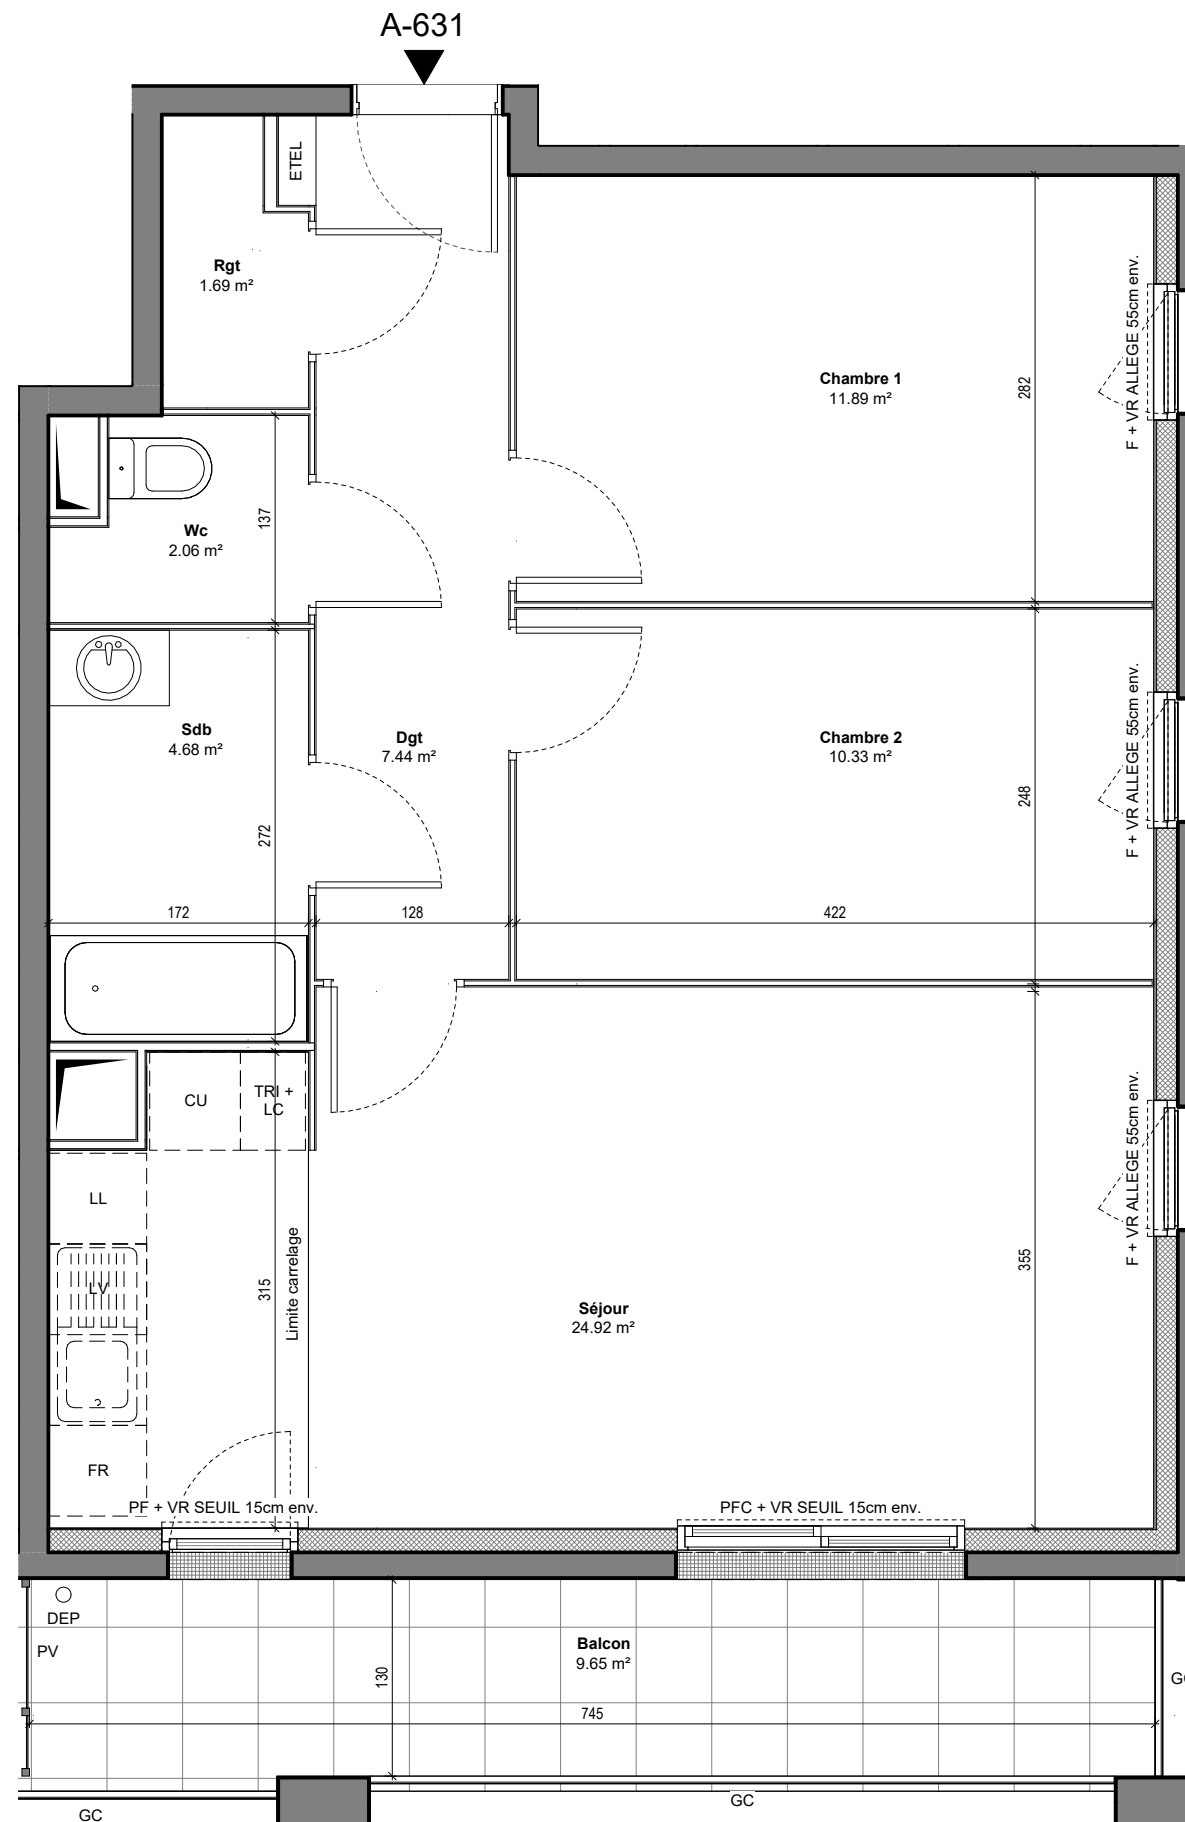 A-631
ETEL
Rgt
1.69 m²
Chambre 1
11.89 m²
282
F + VR ALLEGE 55cm env.
Wc
2.06 m²
137
Sdb
4.68 m²
Dgt
7.44 m²
Chambre 2
10.33 m²
248
F + VR ALLEGE 55cm env.
272
172
128
422
CU
TRI +
LC
LL
LV
FR
315
Limite carrelage
Séjour
24.92 m²
355
F + VR ALLEGE 55cm env.
PF + VR SEUIL 15cm env.
PFC + VR SEUIL 15cm env.
DEP
PV
Balcon
9.65 m²
130
745
GC
GC